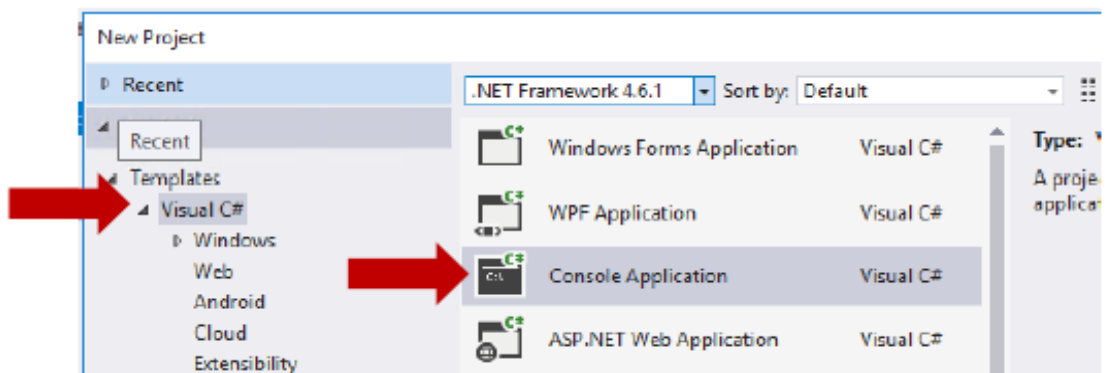 New Project
Recent
.NET Framework 4.6.1 Sort by: Default
Recent
Templates
Visual C#
Windows
Web
Android
Cloud
Extensibility
Windows Forms Application Visual C#
WPF Application Visual C#
Console Application Visual C#
ASP.NET Web Application Visual C#
Type:
A proje
applica